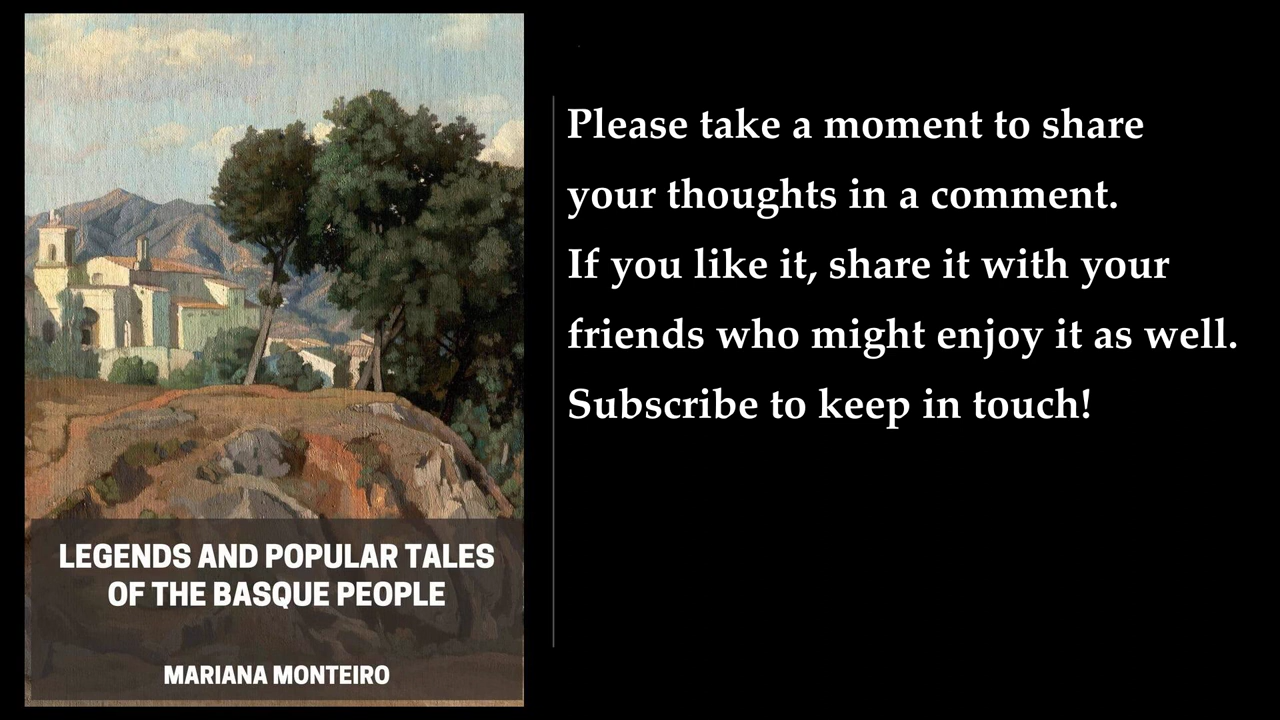 Please take a moment to share
your thoughts in a comment.
If you like it, share it with your
friends who might enjoy it as well.
Subscribe to keep in touch!
LEGENDS AND POPULAR TALES
OF THE BASQUE PEOPLE
MARIANA MONTEIRO